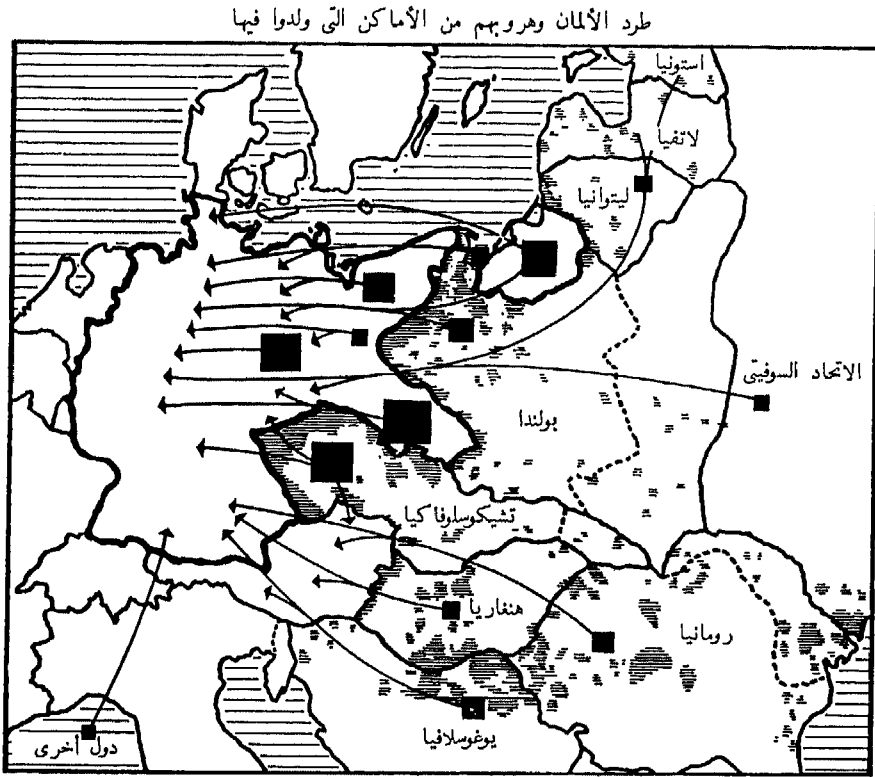 طرد الألمان وهروبهم من الأماكن التى ولدوا فيها
استونيا
لاتفيا
ليتوانيا
الاتحاد السوفيتى
بولندا
تشيكوسلوفاكيا
هنغاريا
رومانيا
يوغوسلافيا
دول أخرى